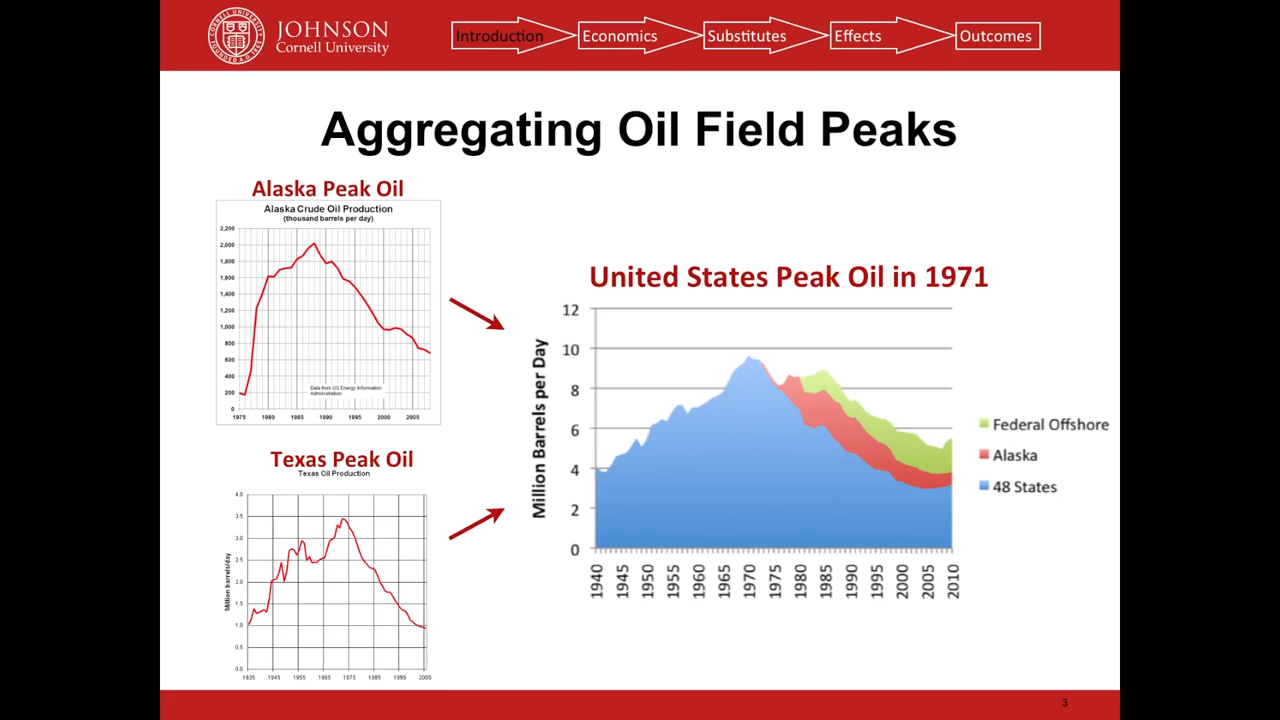 JOHNSON
Cornell University
Introduction
Economics
Substitutes
Effects
Outcomes
Aggregating Oil Field Peaks
Alaska Peak Oil
Alaska Crude Oil Production
(thousand barrels per day)
2,200
2,000
1,800
1,600
1,400
1,200
1,000
800
600
400
200
0
Data from US Energy Information
Administration
1975 1980 1985 1990 1995 2000 2005
Texas Peak Oil
Texas Oil Production
Million barrels/day
4.0
3.5
3.0
2.5
2.0
1.5
1.0
0.5
0.0
1935 1945 1955 1965 1975 1985 1995 2005
United States Peak Oil in 1971
Million Barrels per Day
12
10
8
6
4
2
0
1940 1945 1950 1955 1960 1965 1970 1975 1980 1985 1990 1995 2000 2005 2010
Federal Offshore
Alaska
48 States
3